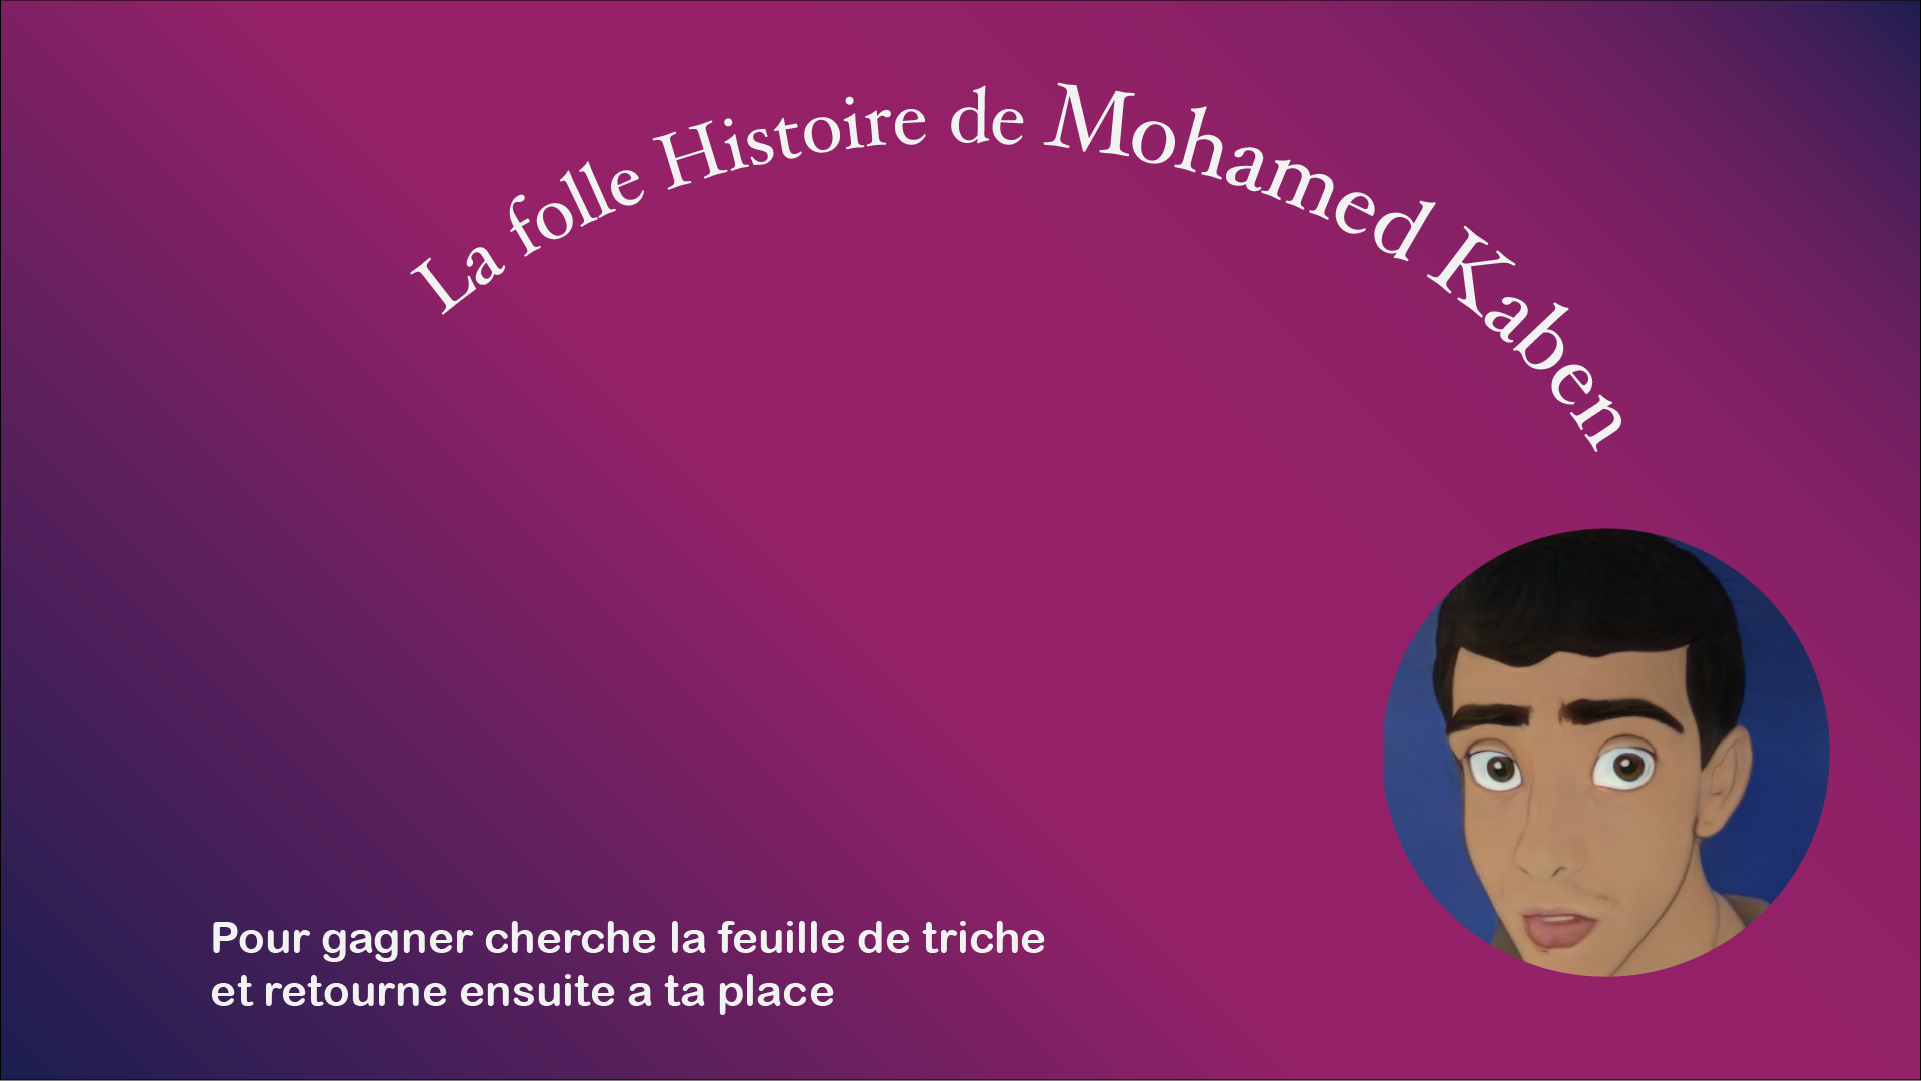 La folle Histoire de Mohamed Kaben
Pour gagner cherche la feuille de triche
et retourne ensuite a ta place